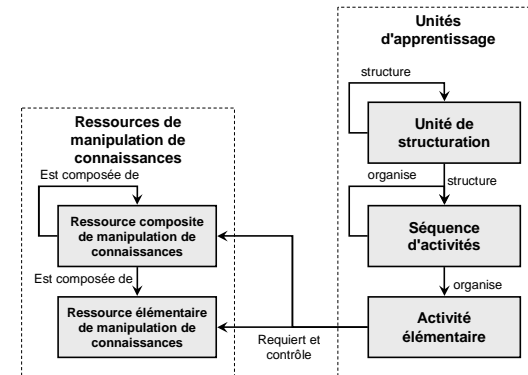 Unités
d'apprentissage
structure
Unité de
structuration
organise
structure
Séquence
d'activités
organise
Activité
élémentaire
Ressources de
manipulation de
connaissances
Est composée de
Ressource composite
de manipulation de
connaissances
Est composée de
Ressource élémentaire
de manipulation de
connaissances
Requiert et
contrôle